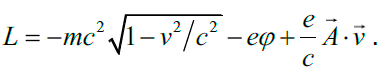 L = −mc²√(1 − v²/c²) − eφ + (e/c) A⃗ · v⃗ .